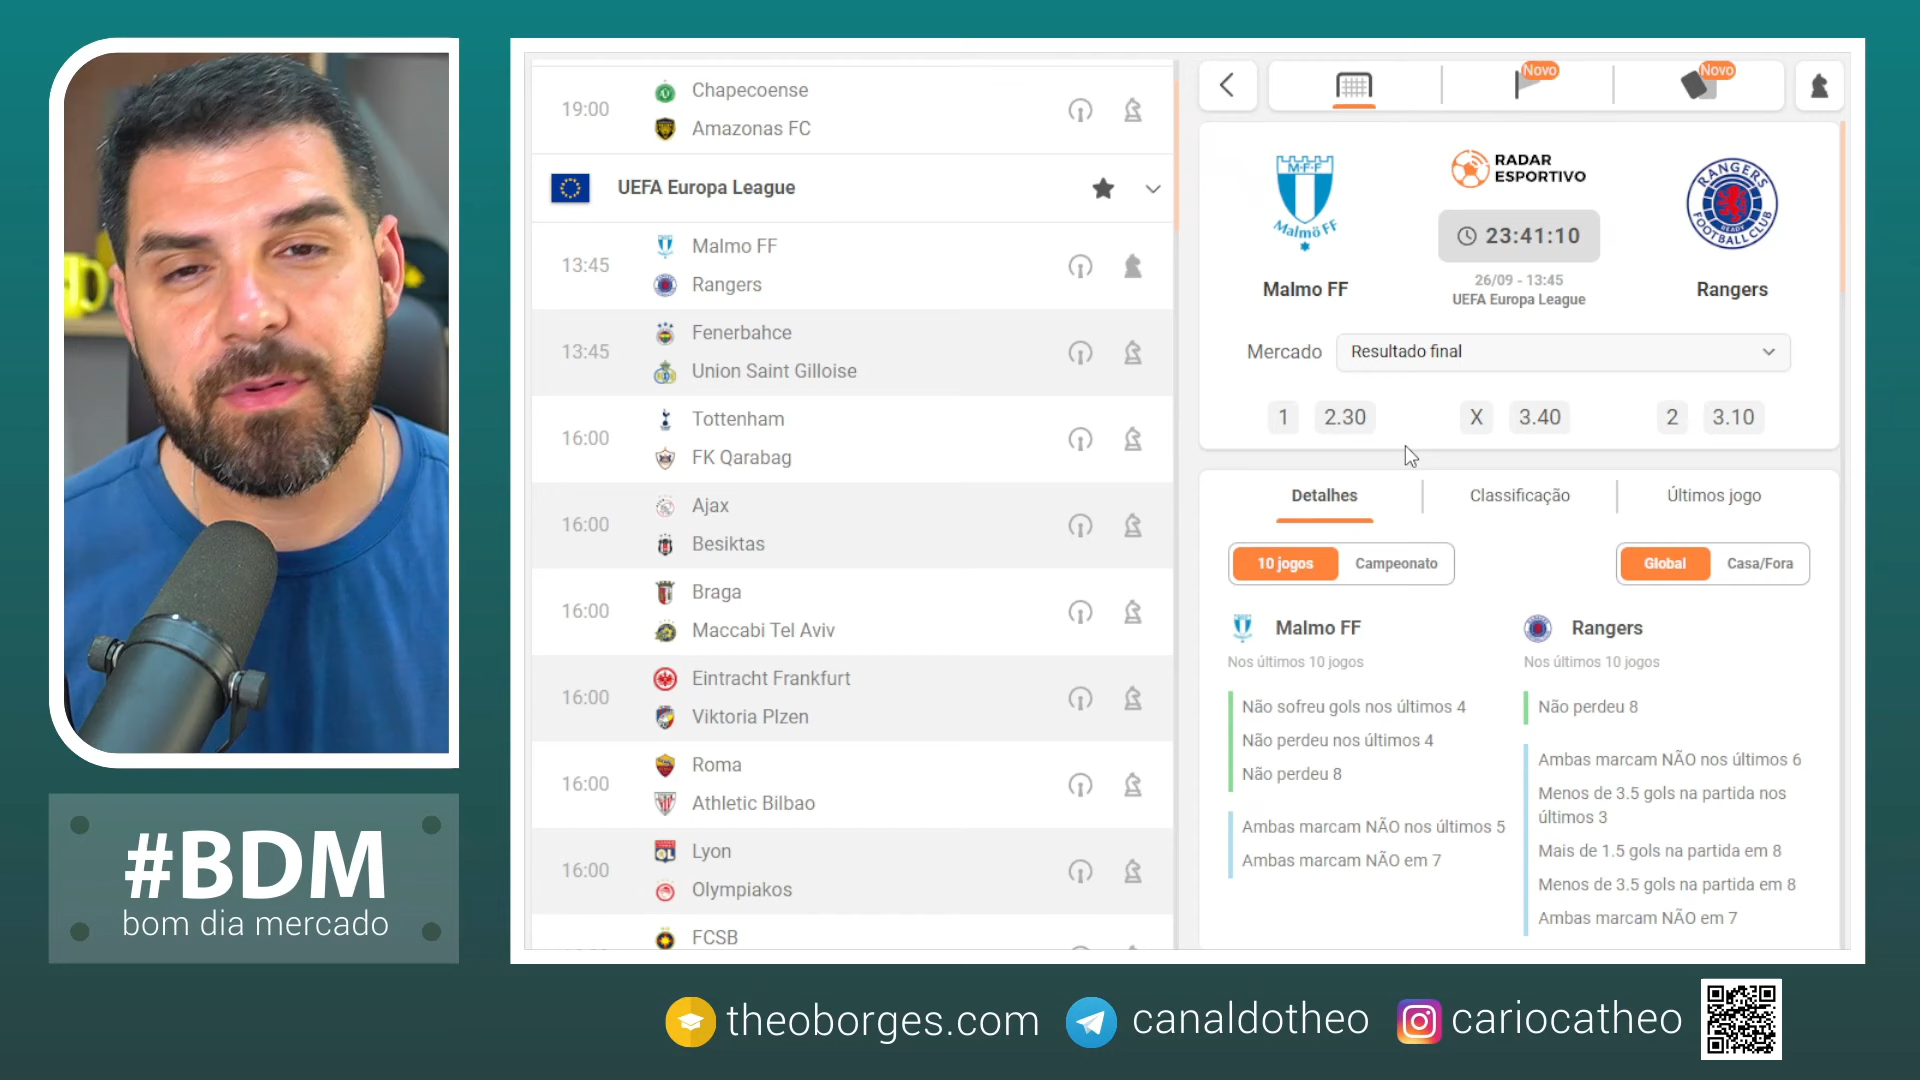 19:00
Chapecoense
Amazonas FC
UEFA Europa League
13:45
Malmo FF
Rangers
13:45
Fenerbahce
Union Saint Gilloise
16:00
Tottenham
FK Qarabag
16:00
Ajax
Besiktas
16:00
Braga
Maccabi Tel Aviv
16:00
Eintracht Frankfurt
Viktoria Plzen
16:00
Roma
Athletic Bilbao
16:00
Lyon
Olympiakos
FCSB
Novo
Novo
M·F·F
Malmö FF
RADAR
ESPORTIVO
RANGERS
READY
FOOTBALL CLUB
23:41:10
26/09 - 13:45
UEFA Europa League
Malmo FF
Rangers
Mercado
Resultado final
1 2.30 X 3.40 2 3.10
Detalhes
Classificação
Últimos jogo
10 jogos
Campeonato
Global
Casa/Fora
Malmo FF
Nos últimos 10 jogos
Não sofreu gols nos últimos 4
Não perdeu nos últimos 4
Não perdeu 8
Ambas marcam NÃO nos últimos 5
Ambas marcam NÃO em 7
Rangers
Nos últimos 10 jogos
Não perdeu 8
Ambas marcam NÃO nos últimos 6
Menos de 3.5 gols na partida nos
últimos 3
Mais de 1.5 gols na partida em 8
Menos de 3.5 gols na partida em 8
Ambas marcam NÃO em 7
#BDM
bom dia mercado
theoborges.com
canaldotheo
cariocatheo